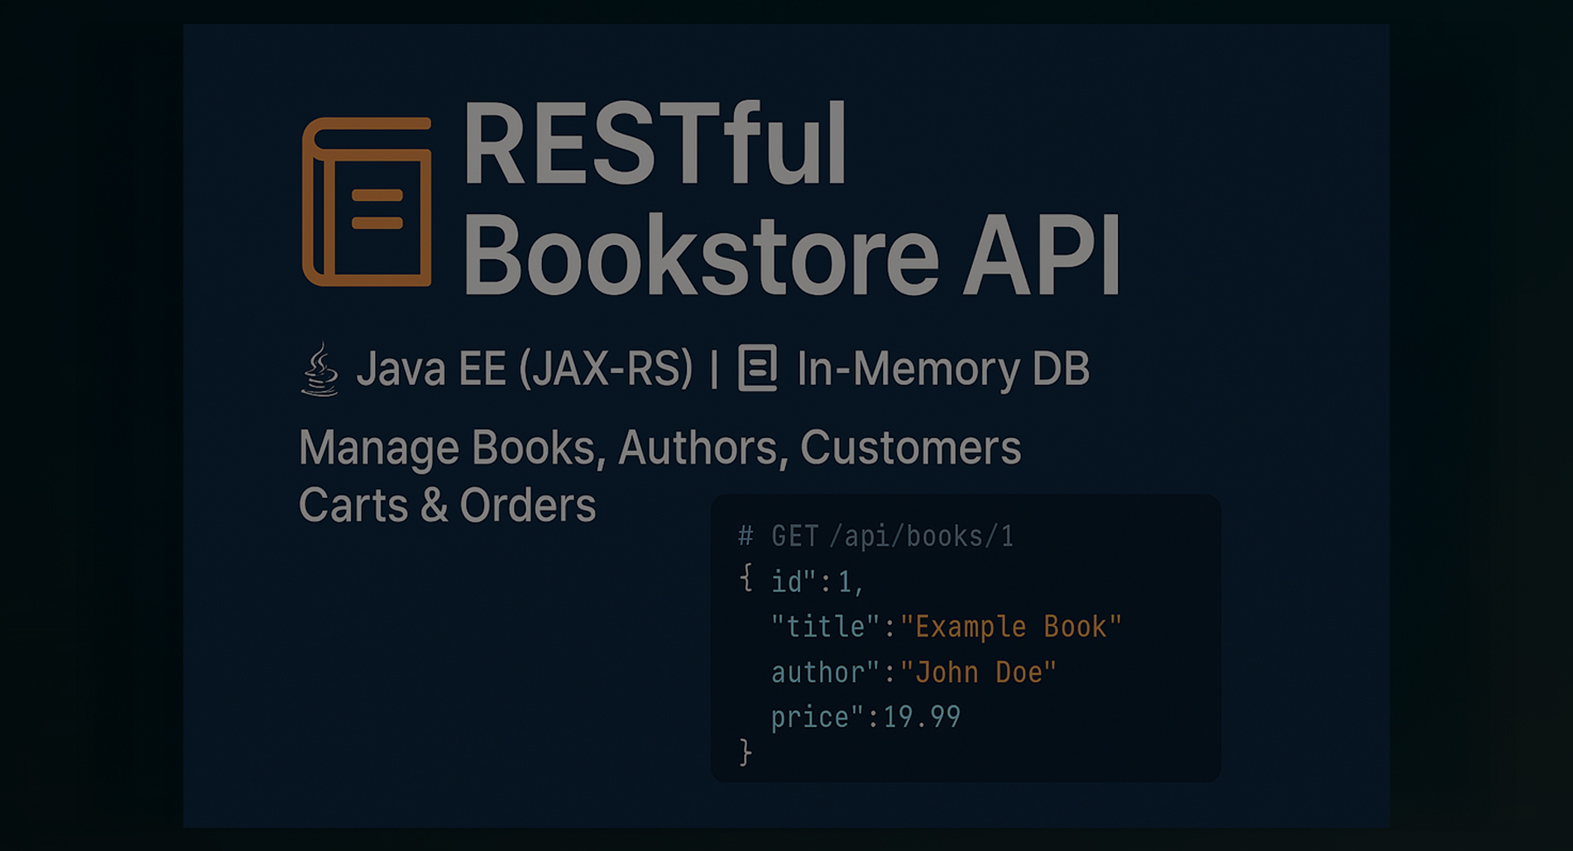 RESTful
Bookstore API
Java EE (JAX-RS) | In-Memory DB
Manage Books, Authors, Customers
Carts & Orders
# GET /api/books/1
{ id":1,
"title":"Example Book"
author":"John Doe"
price":19.99
}